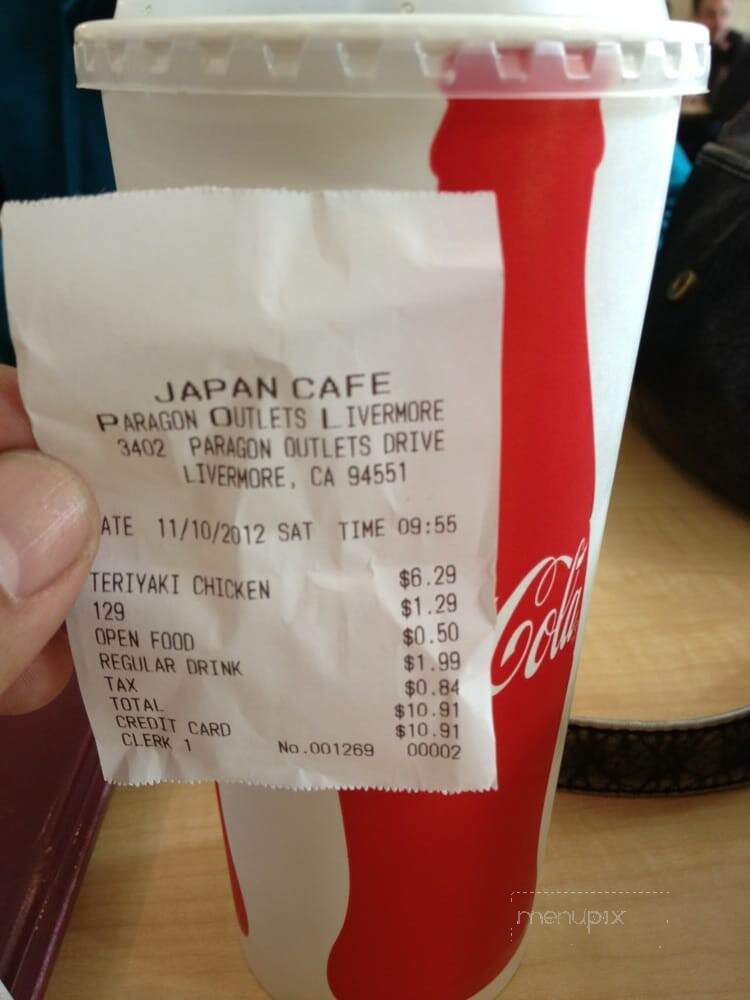 JAPAN CAFE
PARAGON OUTLETS LIVERMORE
3402 PARAGON OUTLETS DRIVE
LIVERMORE, CA 94551
ATE 11/10/2012 SAT TIME 09:55
TERIYAKI CHICKEN $6.29
129 $1.29
OPEN FOOD $0.50
REGULAR DRINK $1.99
TAX $0.84
TOTAL $10.91
CREDIT CARD $10.91
CLERK 1 No.001269 00002
Cola
menupix